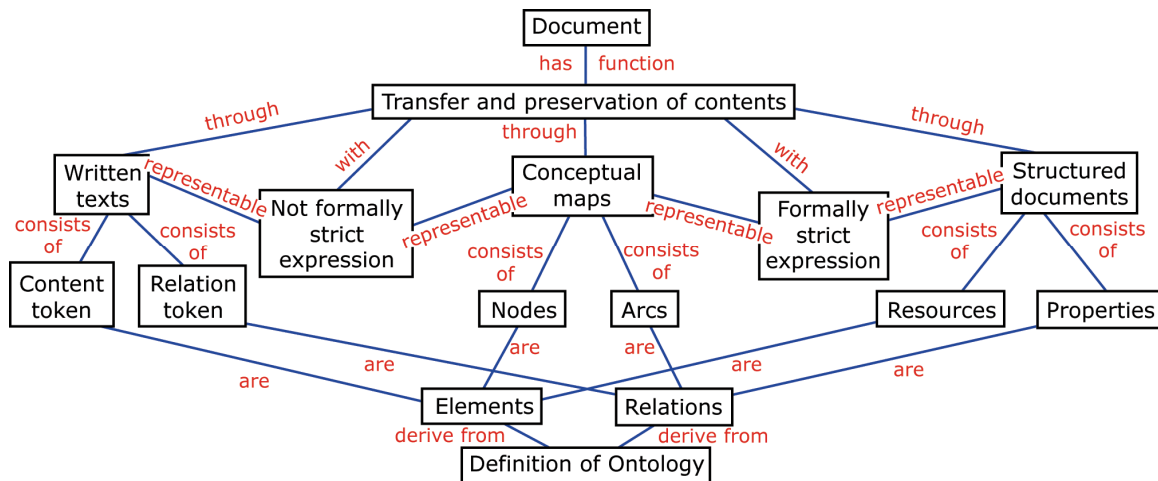 Document
has function
Transfer and preservation of contents
through
with
through
with
through
Written
texts
representable
Not formally
strict
expression
representable
Conceptual
maps
representable
Formally
strict
expression
representable
Structured
documents
consists
of
consists
of
consists
of
consists
of
consists
of
consists
of
Content
token
Relation
token
Nodes
Arcs
Resources
Properties
are
are
are
are
are
are
Elements
Relations
derive from
derive from
Definition of Ontology